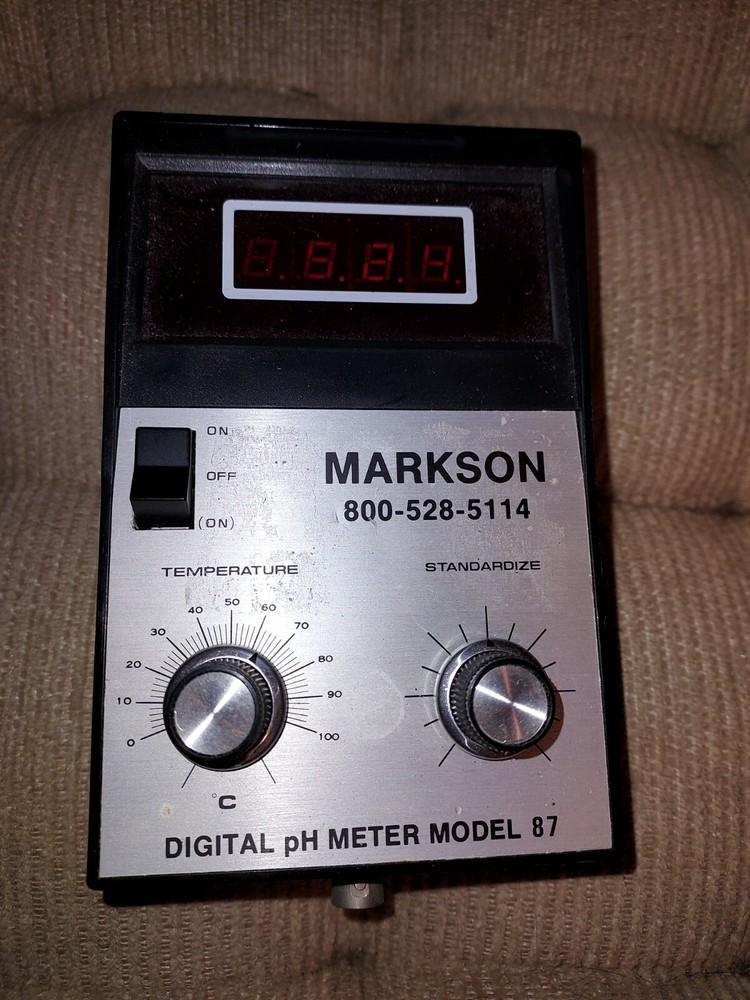 ON
OFF
(ON)
MARKSON
800-528-5114
TEMPERATURE
STANDARDIZE
0 10 20 30 40 50 60 70 80 90 100
°C
DIGITAL pH METER MODEL 87